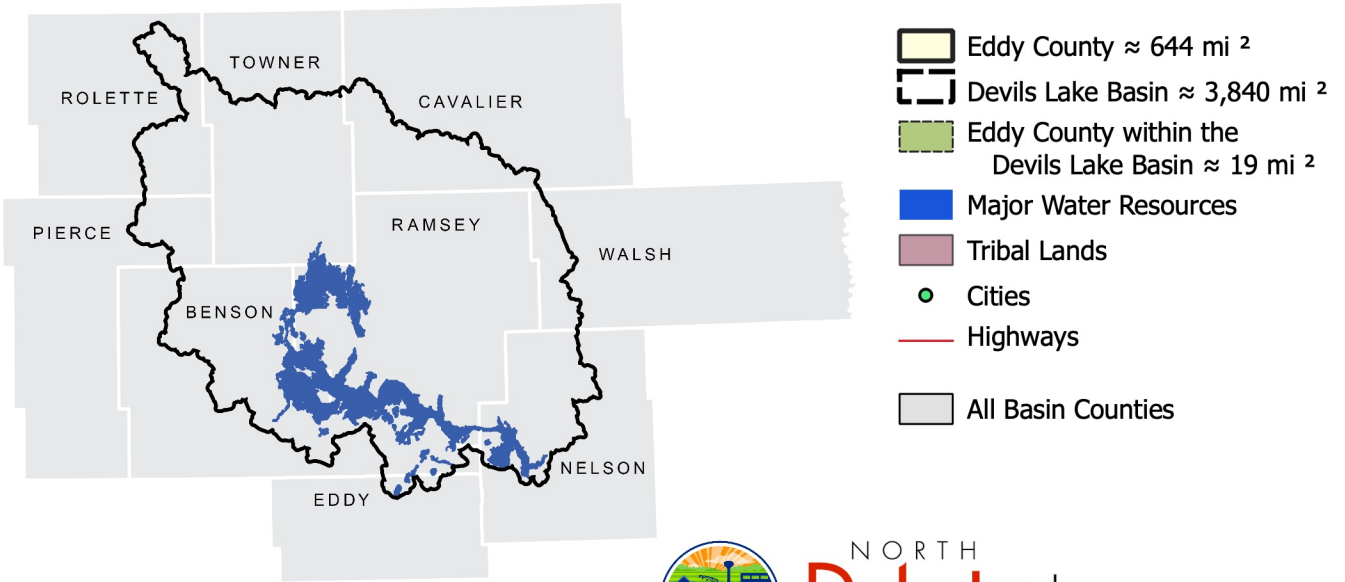 TOWNER
ROLETTE
CAVALIER
PIERCE
RAMSEY
WALSH
BENSON
NELSON
EDDY
Eddy County ≈ 644 mi ²
Devils Lake Basin ≈ 3,840 mi ²
Eddy County within the
Devils Lake Basin ≈ 19 mi ²
Major Water Resources
Tribal Lands
Cities
Highways
All Basin Counties
NORTH